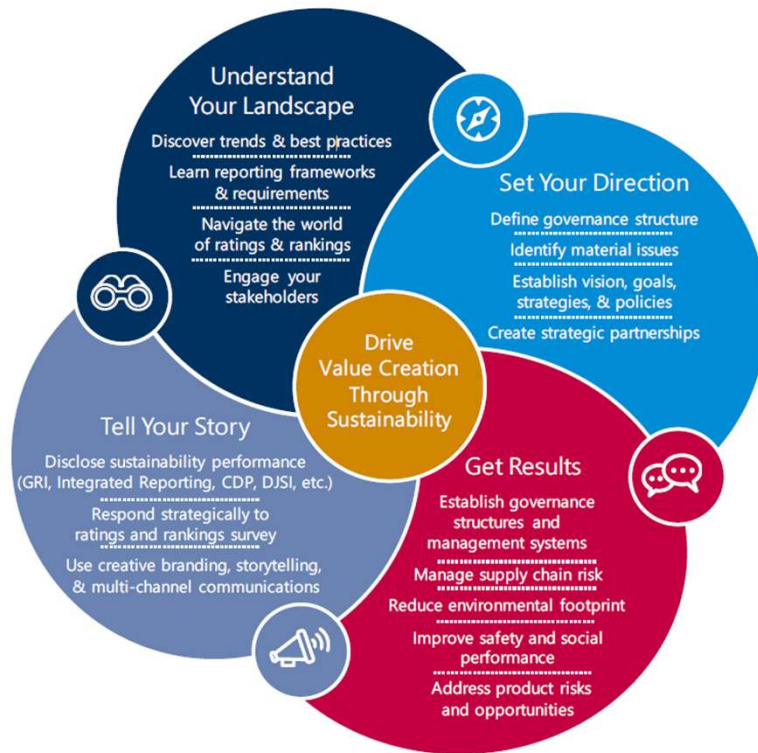 Understand
Your Landscape
Discover trends & best practices
Learn reporting frameworks
& requirements
Navigate the world
of ratings & rankings
Engage your
stakeholders
Set Your Direction
Define governance structure
Identify material issues
Establish vision, goals,
strategies, & policies
Create strategic partnerships
Drive
Value Creation
Through
Sustainability
Tell Your Story
Disclose sustainability performance
(GRI, Integrated Reporting, CDP, DJSI, etc.)
Respond strategically to
ratings and rankings survey
Use creative branding, storytelling,
& multi-channel communications
Get Results
Establish governance
structures and
management systems
Manage supply chain risk
Reduce environmental footprint
Improve safety and social
performance
Address product risks
and opportunities